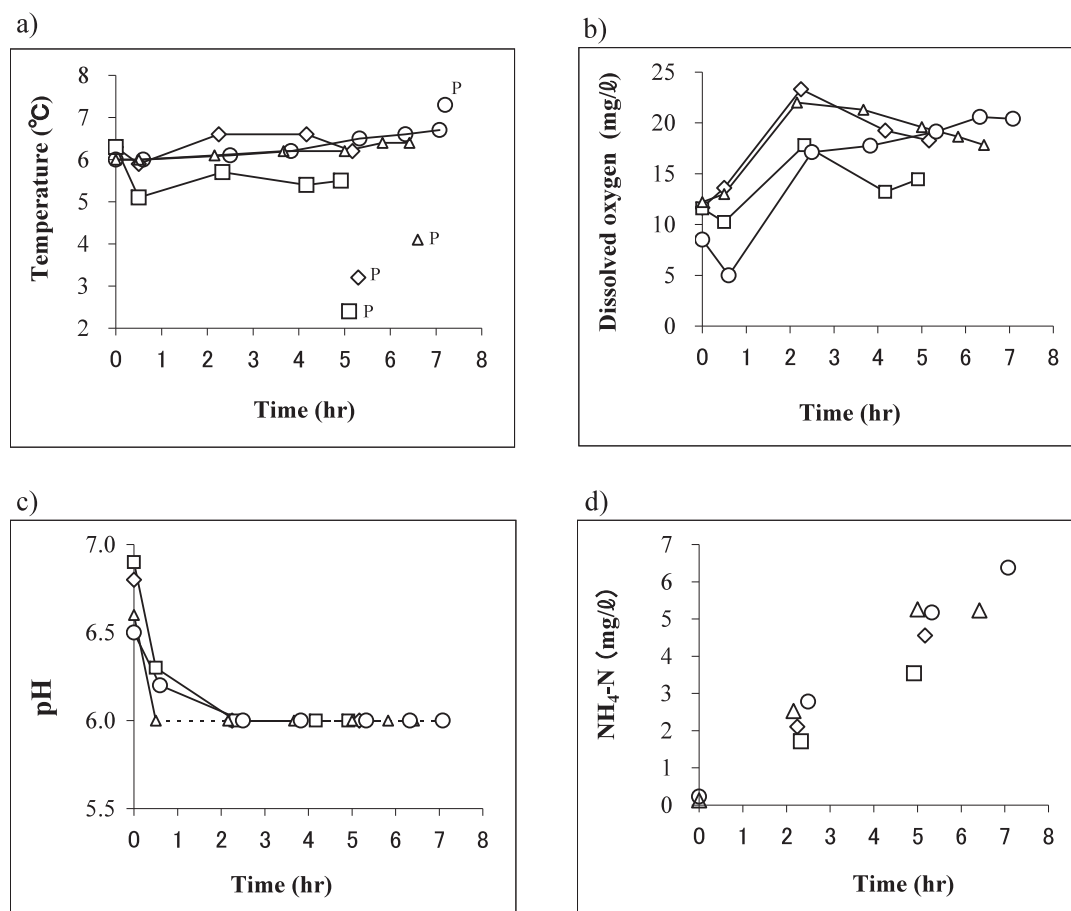 a)
Temperature (℃)
8
7
6
5
4
3
2
P
P
P
P
0 1 2 3 4 5 6 7 8
Time (hr)
b)
Dissolved oxygen (mg/ℓ)
25
20
15
10
5
0
0 1 2 3 4 5 6 7 8
Time (hr)
c)
pH
7.0
6.5
6.0
5.5
0 1 2 3 4 5 6 7 8
Time (hr)
d)
NH₄-N (mg/ℓ)
7
6
5
4
3
2
1
0
0 1 2 3 4 5 6 7 8
Time (hr)